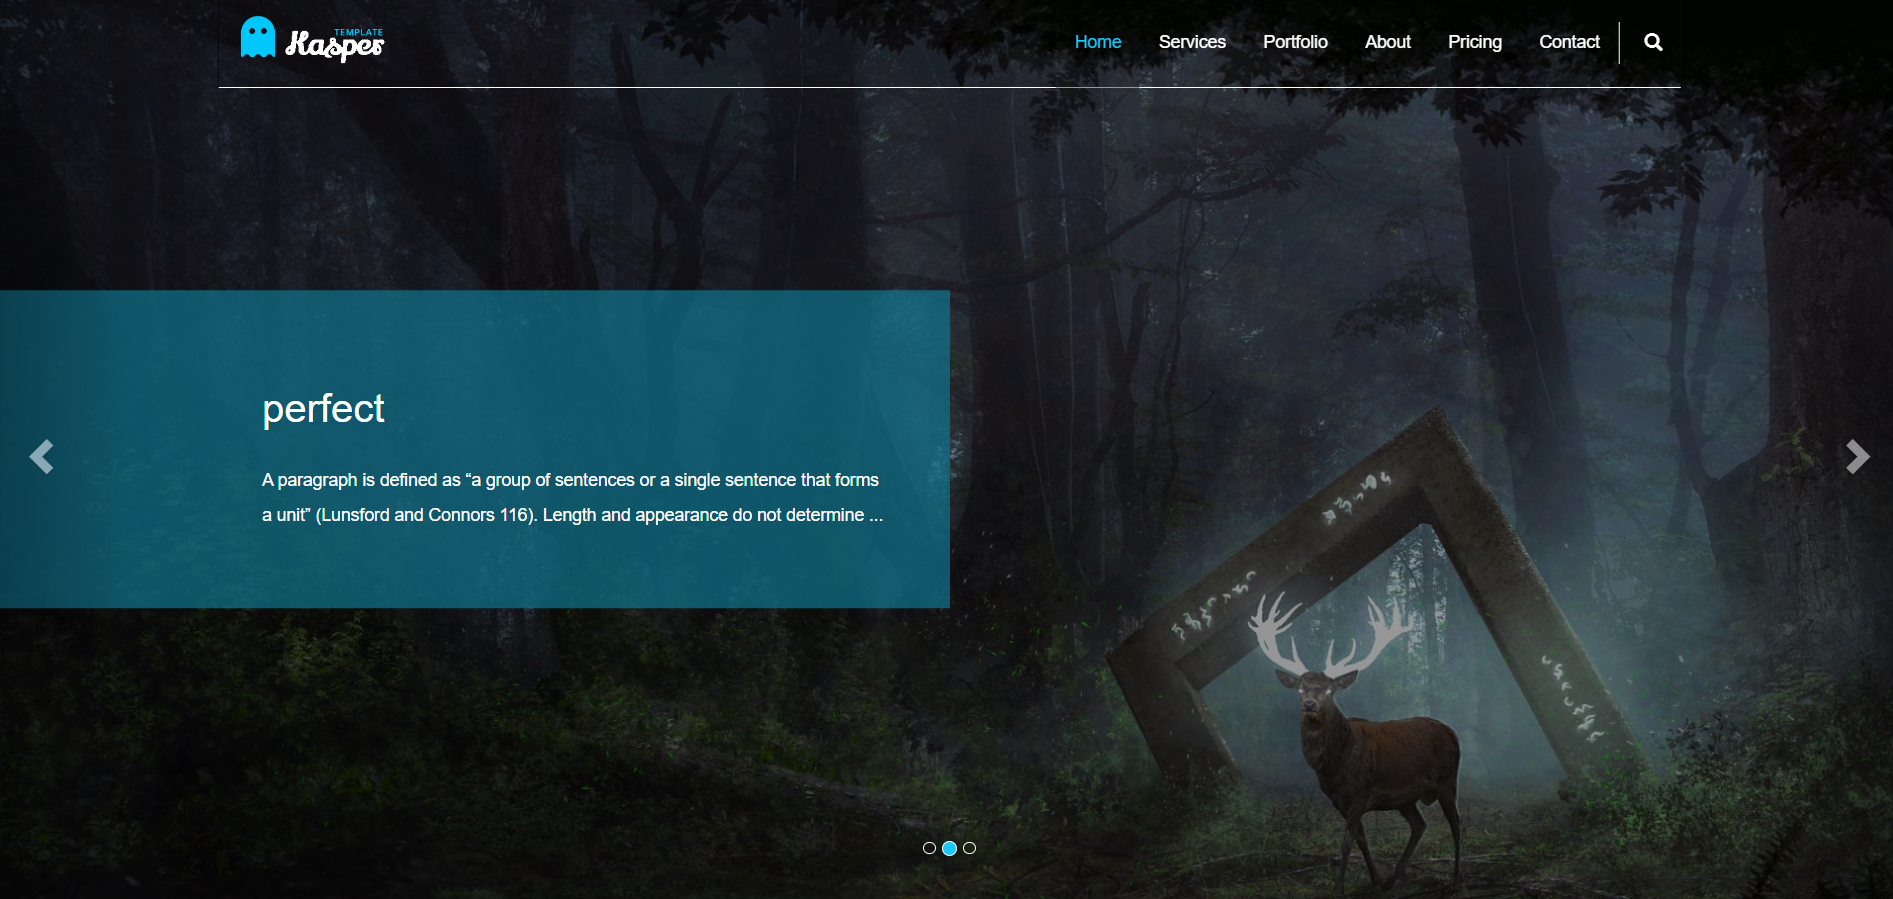 TEMPLATE
Kasper
Home Services Portfolio About Pricing Contact
perfect
A paragraph is defined as “a group of sentences or a single sentence that forms
a unit” (Lunsford and Connors 116). Length and appearance do not determine ...